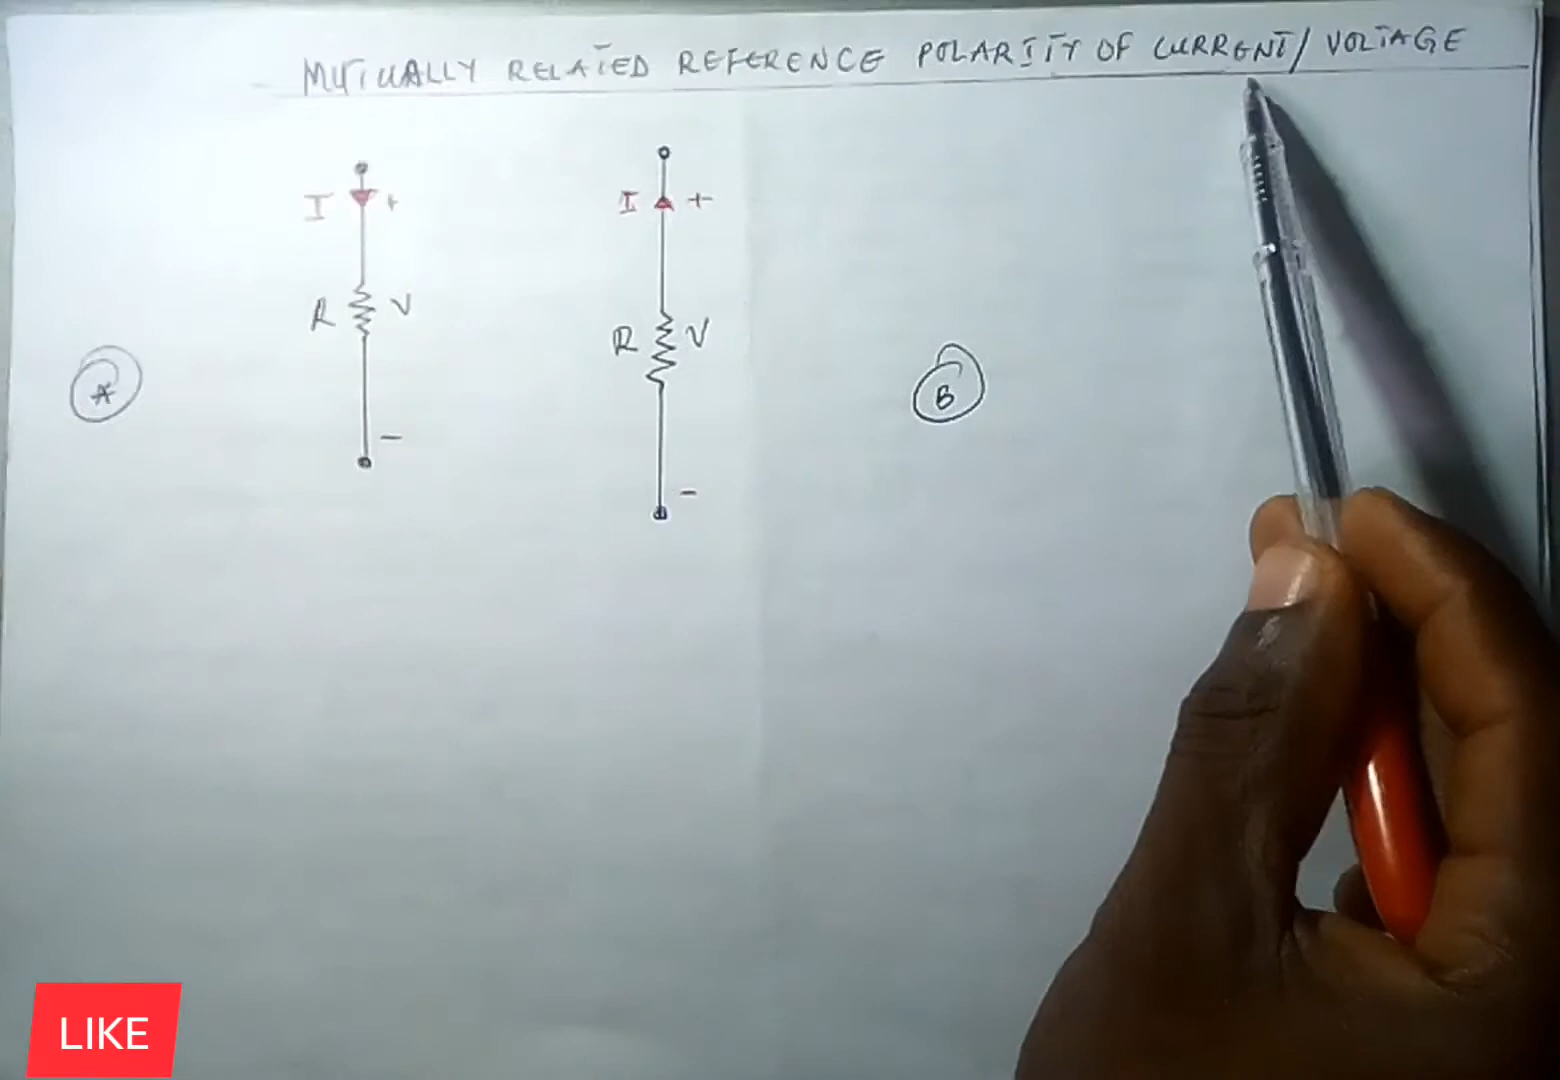 MUTUALLY RELATED REFERENCE POLARITY OF CURRENT/ VOLTAGE
I + I +
R V R V
A B
- -
LIKE